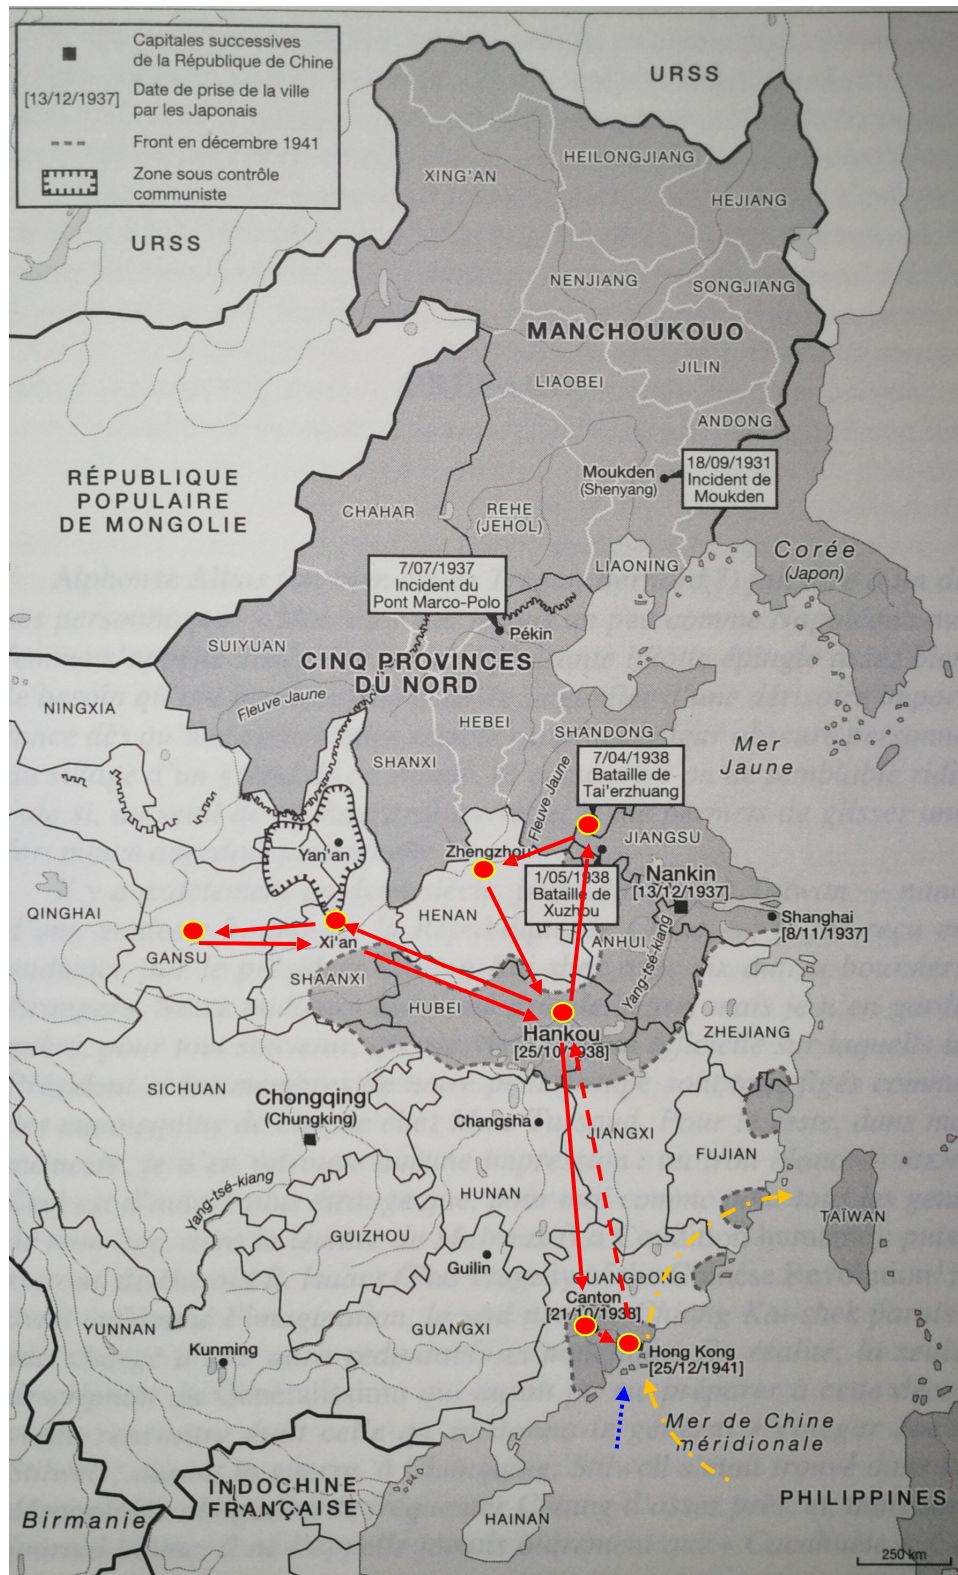 Capitales successives
de la République de Chine
[13/12/1937]
Date de prise de la ville
par les Japonais
Front en décembre 1941
Zone sous contrôle
communiste
URSS
URSS
XING'AN
HEILONGJIANG
HEJIANG
NENJIANG
SONGJIANG
MANCHOUKOUO
LIAOBEI
JILIN
ANDONG
RÉPUBLIQUE
POPULAIRE
DE MONGOLIE
Moukden
(Shenyang)
18/09/1931
Incident de
Moukden
CHAHAR
REHE
(JEHOL)
Corée
(Japon)
LIAONING
7/07/1937
Incident du
Pont Marco-Polo
Pékin
SUIYUAN
CINQ PROVINCES
DU NORD
Fleuve Jaune
NINGXIA
HEBEI
SHANXI
SHANDONG
Mer
Jaune
7/04/1938
Bataille de
Tai'erzhuang
Fleuve Jaune
JIANGSU
Yan'an
Zhengzhou
1/05/1938
Bataille de
Xuzhou
Nankin
[13/12/1937]
QINGHAI
HENAN
Shanghai
[8/11/1937]
GANSU
Xi'an
ANHUI
Yang-tsé-kiang
SHAANXI
HUBEI
Hankou
[25/10/1938]
ZHEJIANG
SICHUAN
Chongqing
(Chungking)
Changsha
JIANGXI
FUJIAN
Yang-tsé-kiang
HUNAN
GUIZHOU
TAÏWAN
Guilin
UANGDONG
Canton
[21/10/1938]
YUNNAN
GUANGXI
Kunming
Hong Kong
[25/12/1941]
Mer de Chine
méridionale
INDOCHINE
FRANÇAISE
PHILIPPINES
Birmanie
HAINAN
250 km